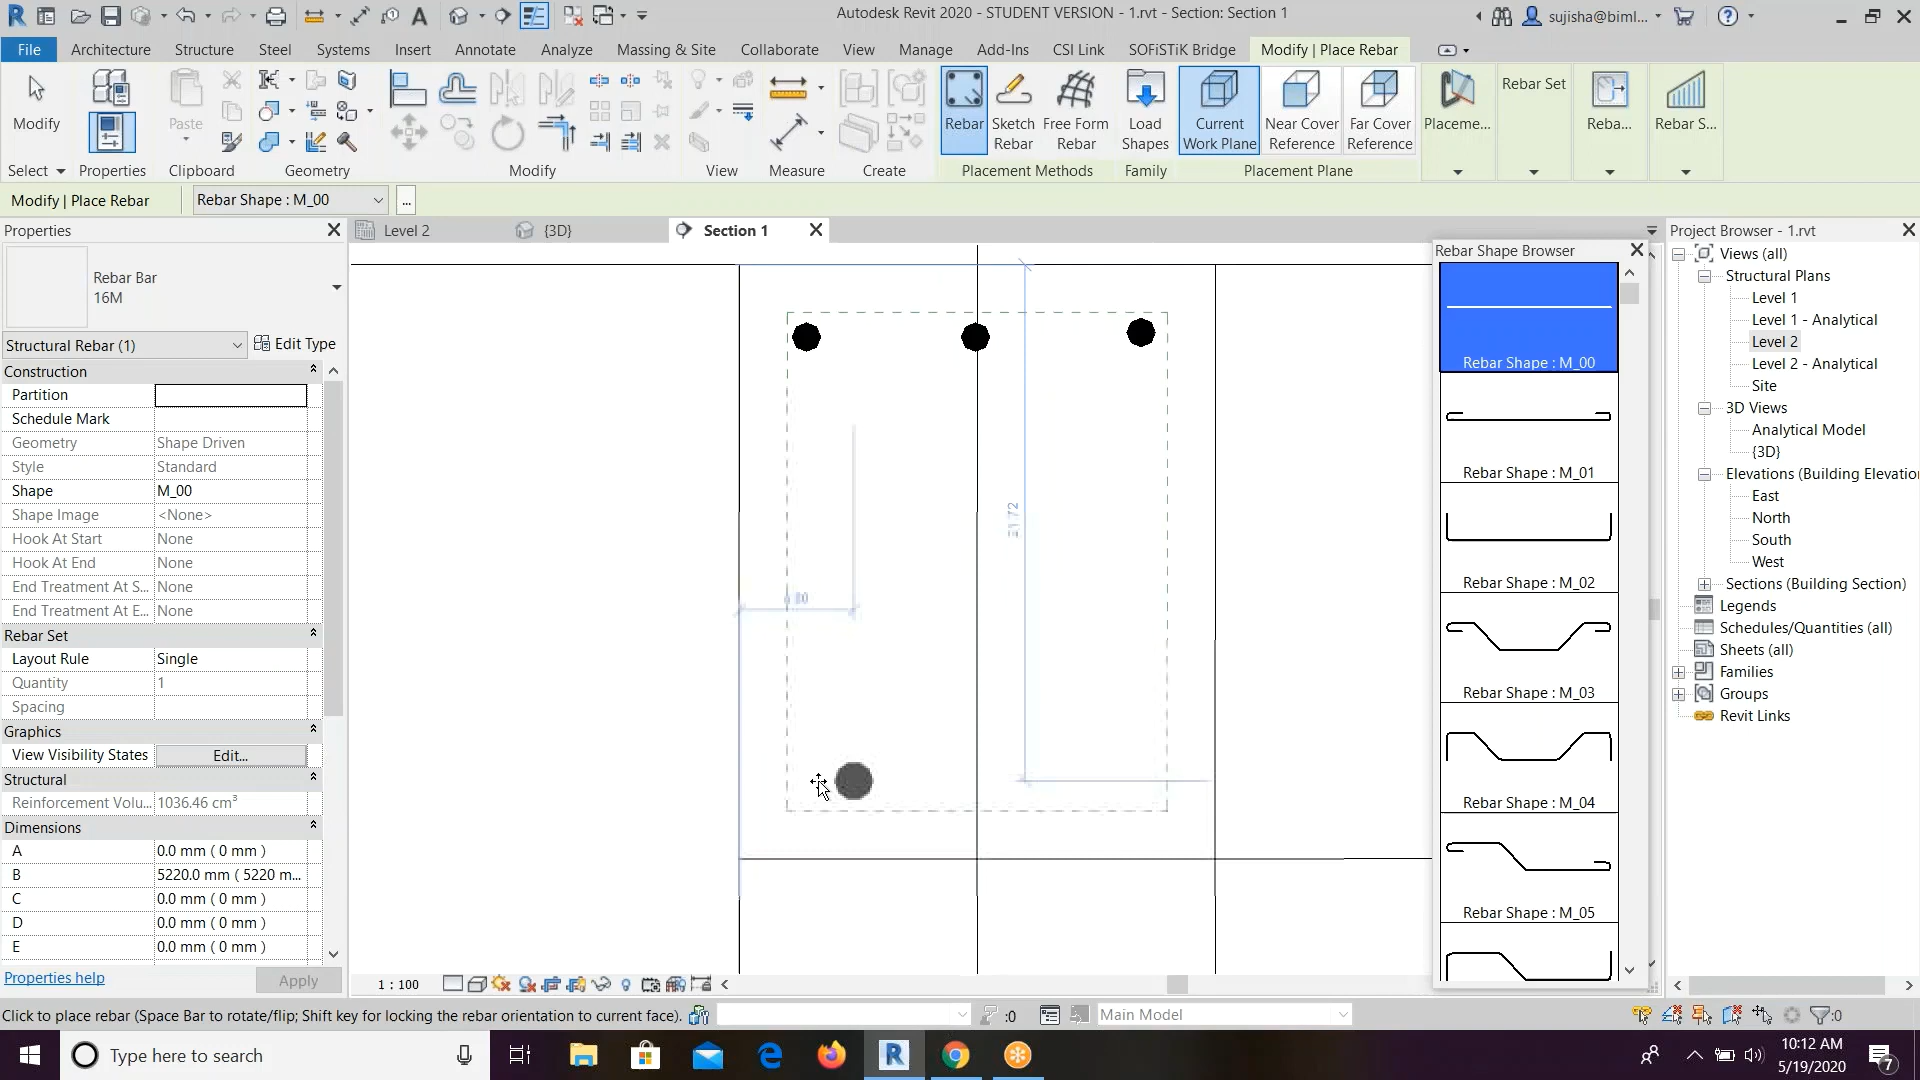 Autodesk Revit 2020 - STUDENT VERSION - 1.rvt - Section: Section 1
sujisha@biml...
File Architecture Structure Steel Systems Insert Annotate Analyze Massing & Site Collaborate View Manage Add-Ins CSI Link SOFiSTiK Bridge Modify | Place Rebar
Modify
Paste
Rebar
Sketch Rebar
Free Form Rebar
Load Shapes
Current Work Plane
Near Cover Reference
Far Cover Reference
Placeme...
Rebar Set
Reba...
Rebar S...
Select Properties Clipboard Geometry Modify View Measure Create Placement Methods Family Placement Plane
Modify | Place Rebar
Rebar Shape : M_00
...
Properties
Rebar Bar
16M
Structural Rebar (1)
Edit Type
Construction
Partition
Schedule Mark
Geometry Shape Driven
Style Standard
Shape M_00
Shape Image <None>
Hook At Start None
Hook At End None
End Treatment At S... None
End Treatment At E... None
Rebar Set
Layout Rule Single
Quantity 1
Spacing
Graphics
View Visibility States Edit...
Structural
Reinforcement Volu... 1036.46 cm³
Dimensions
A 0.0 mm ( 0 mm )
B 5220.0 mm ( 5220 m...
C 0.0 mm ( 0 mm )
D 0.0 mm ( 0 mm )
E 0.0 mm ( 0 mm )
Properties help
Apply
Level 2
{3D}
Section 1
1 : 100
Rebar Shape Browser
Rebar Shape : M_00
Rebar Shape : M_01
Rebar Shape : M_02
Rebar Shape : M_03
Rebar Shape : M_04
Rebar Shape : M_05
Project Browser - 1.rvt
Views (all)
Structural Plans
Level 1
Level 1 - Analytical
Level 2
Level 2 - Analytical
Site
3D Views
Analytical Model
{3D}
Elevations (Building Elevatio
East
North
South
West
Sections (Building Section)
Legends
Schedules/Quantities (all)
Sheets (all)
Families
Groups
Revit Links
Click to place rebar (Space Bar to rotate/flip; Shift key for locking the rebar orientation to current face).
:0
Main Model
:0
Type here to search
10:12 AM
5/19/2020
7